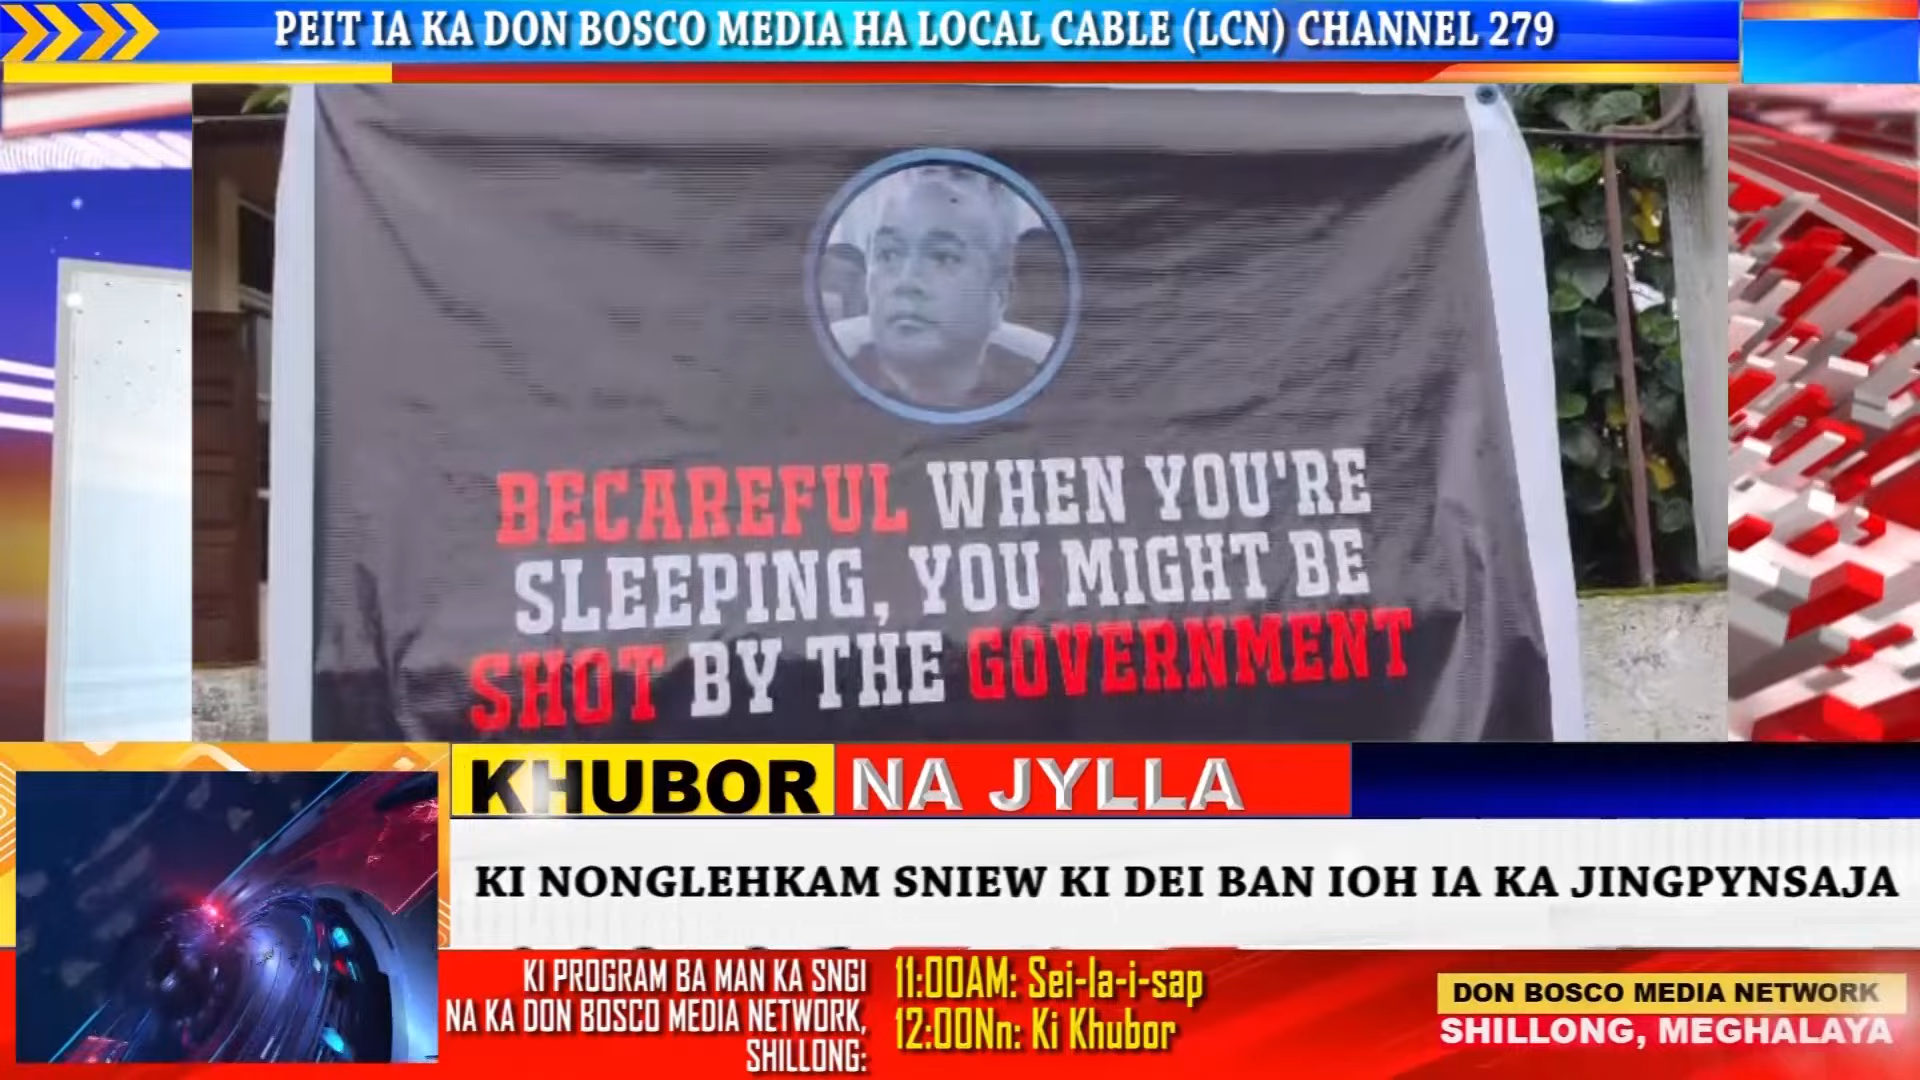 PEIT IA KA DON BOSCO MEDIA HA LOCAL CABLE (LCN) CHANNEL 279
BECAREFUL WHEN YOU'RE
SLEEPING, YOU MIGHT BE
SHOT BY THE GOVERNMENT
KHUBOR NA JYLLA
KI NONGLEHKAM SNIEW KI DEI BAN IOH IA KA JINGPYNSAJA
KI PROGRAM BA MAN KA SNGI
NA KA DON BOSCO MEDIA NETWORK,
SHILLONG:
11:00AM: Sei-la-i-sap
12:00Nn: Ki Khubor
DON BOSCO MEDIA NETWORK
SHILLONG, MEGHALAYA